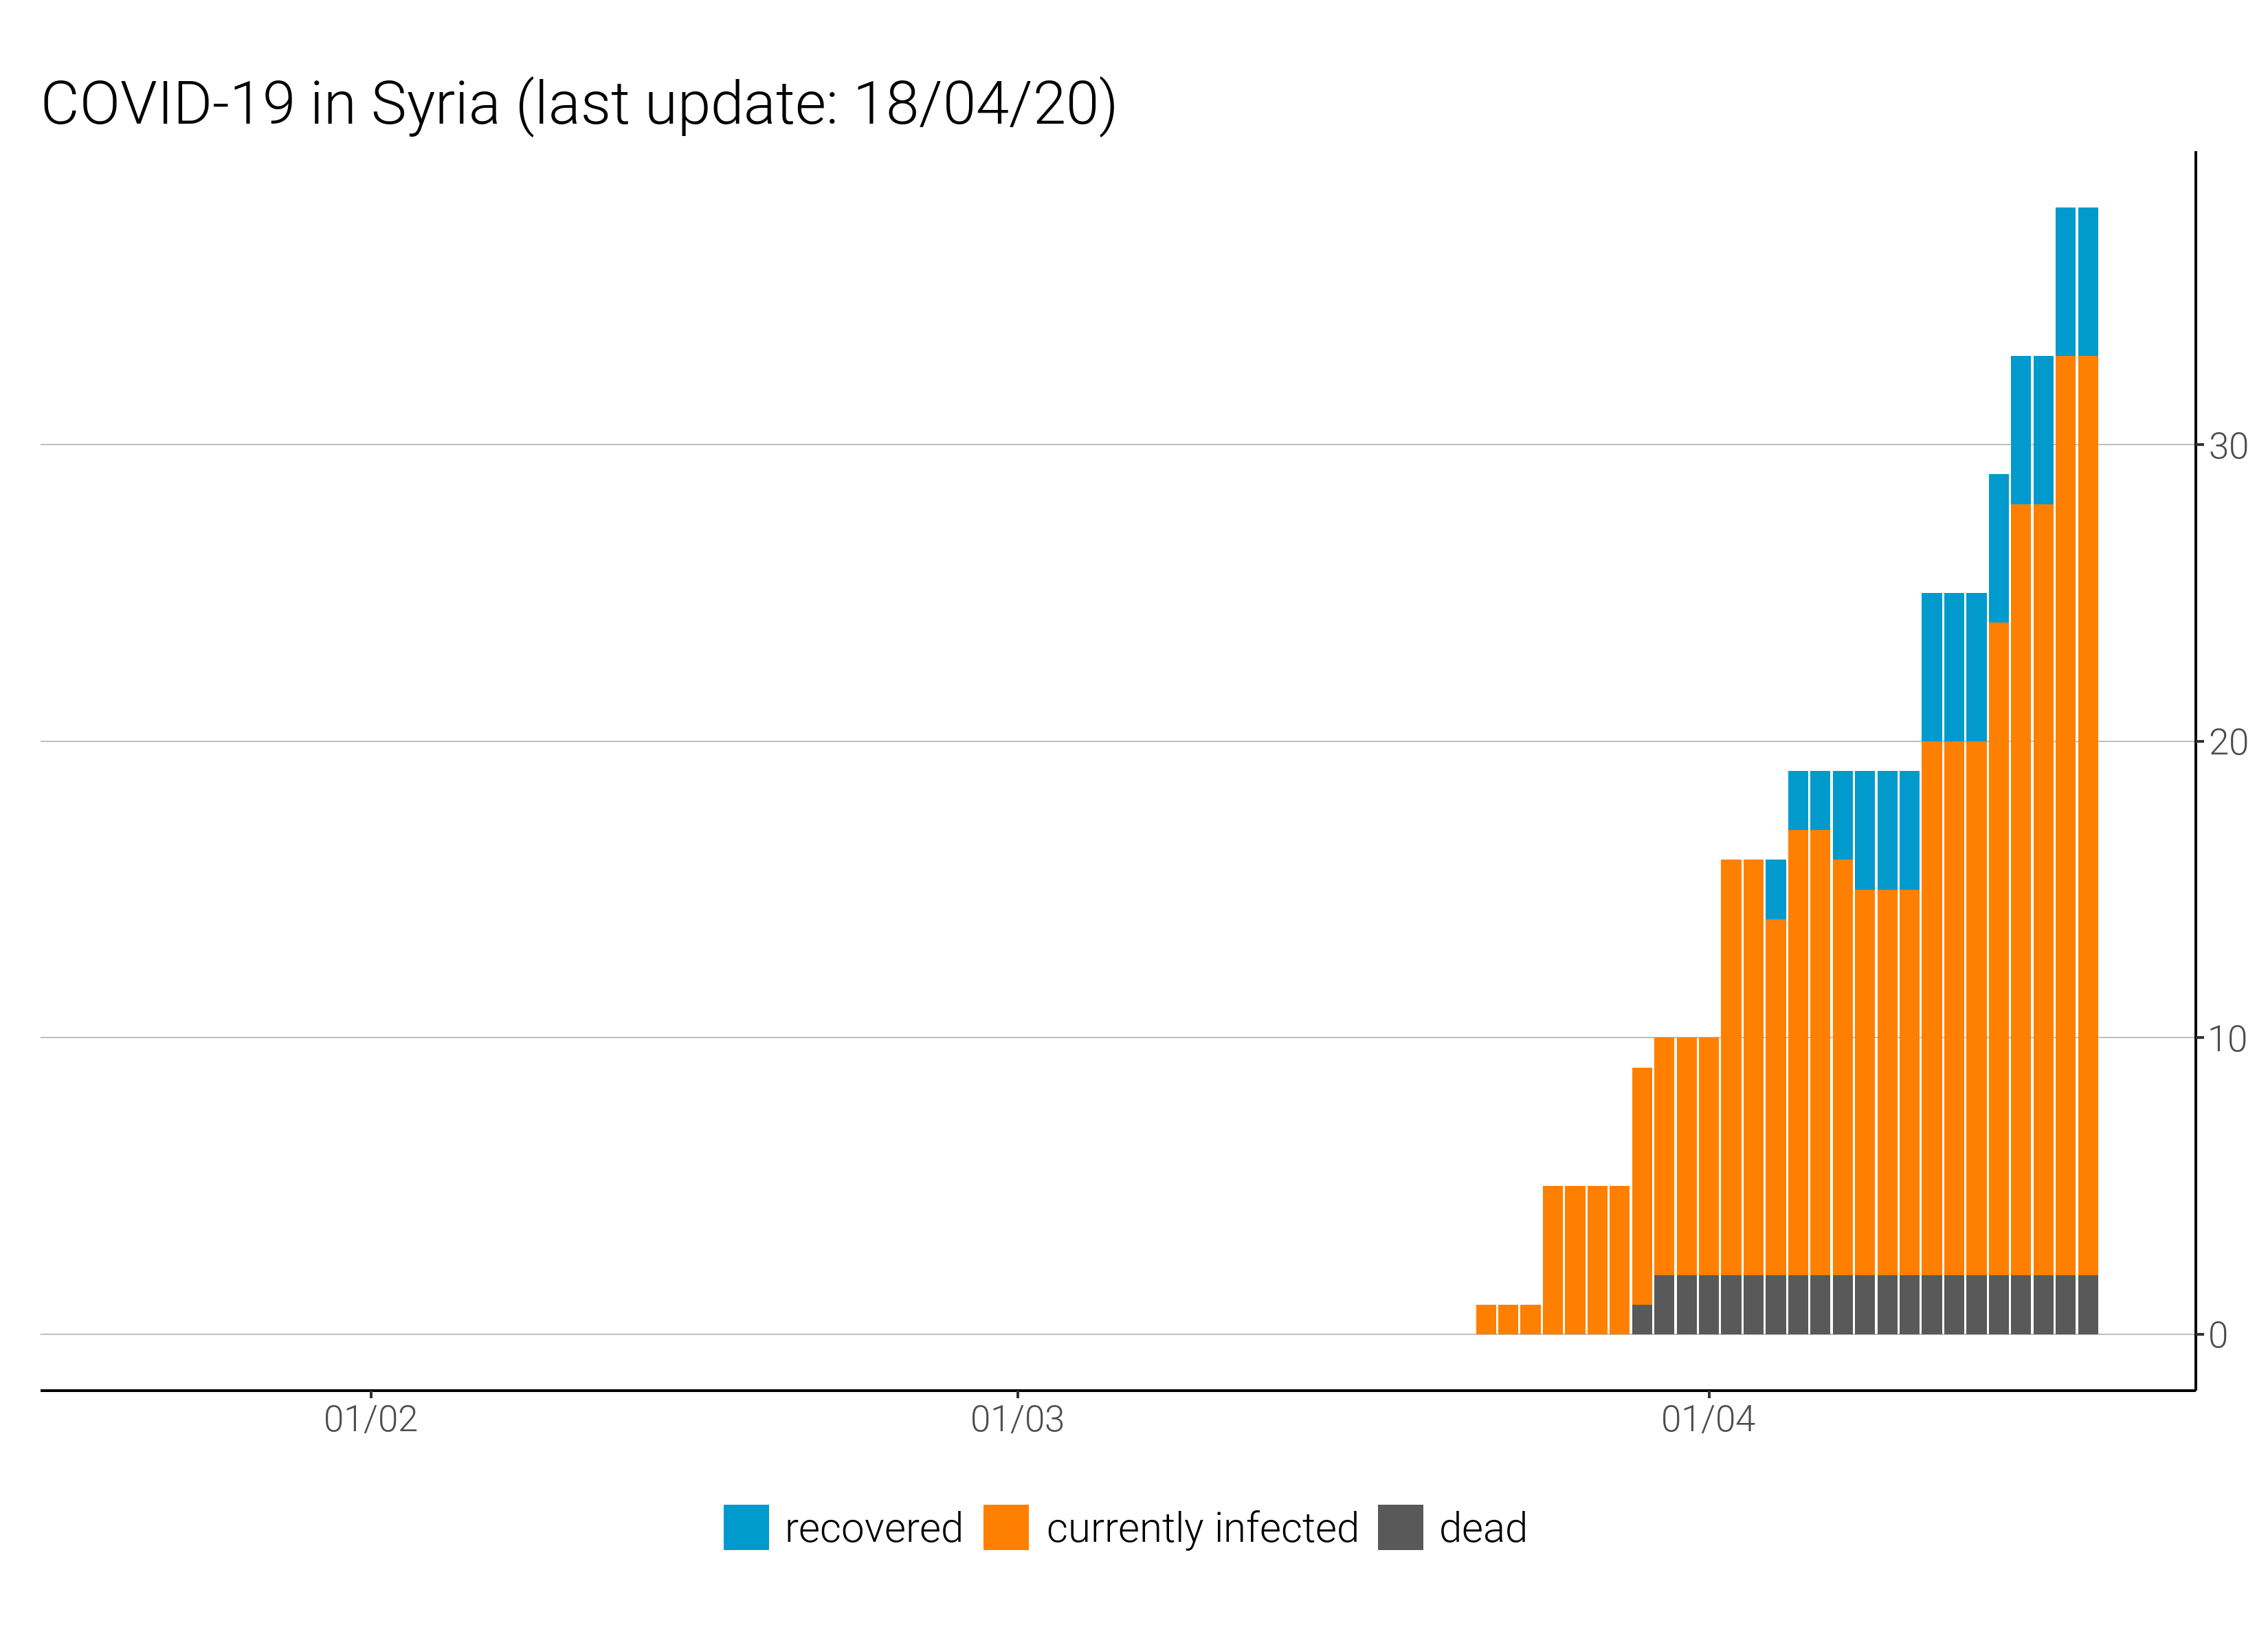 COVID-19 in Syria (last update: 18/04/20)
30
20
10
0
01/02 01/03 01/04
recovered currently infected dead